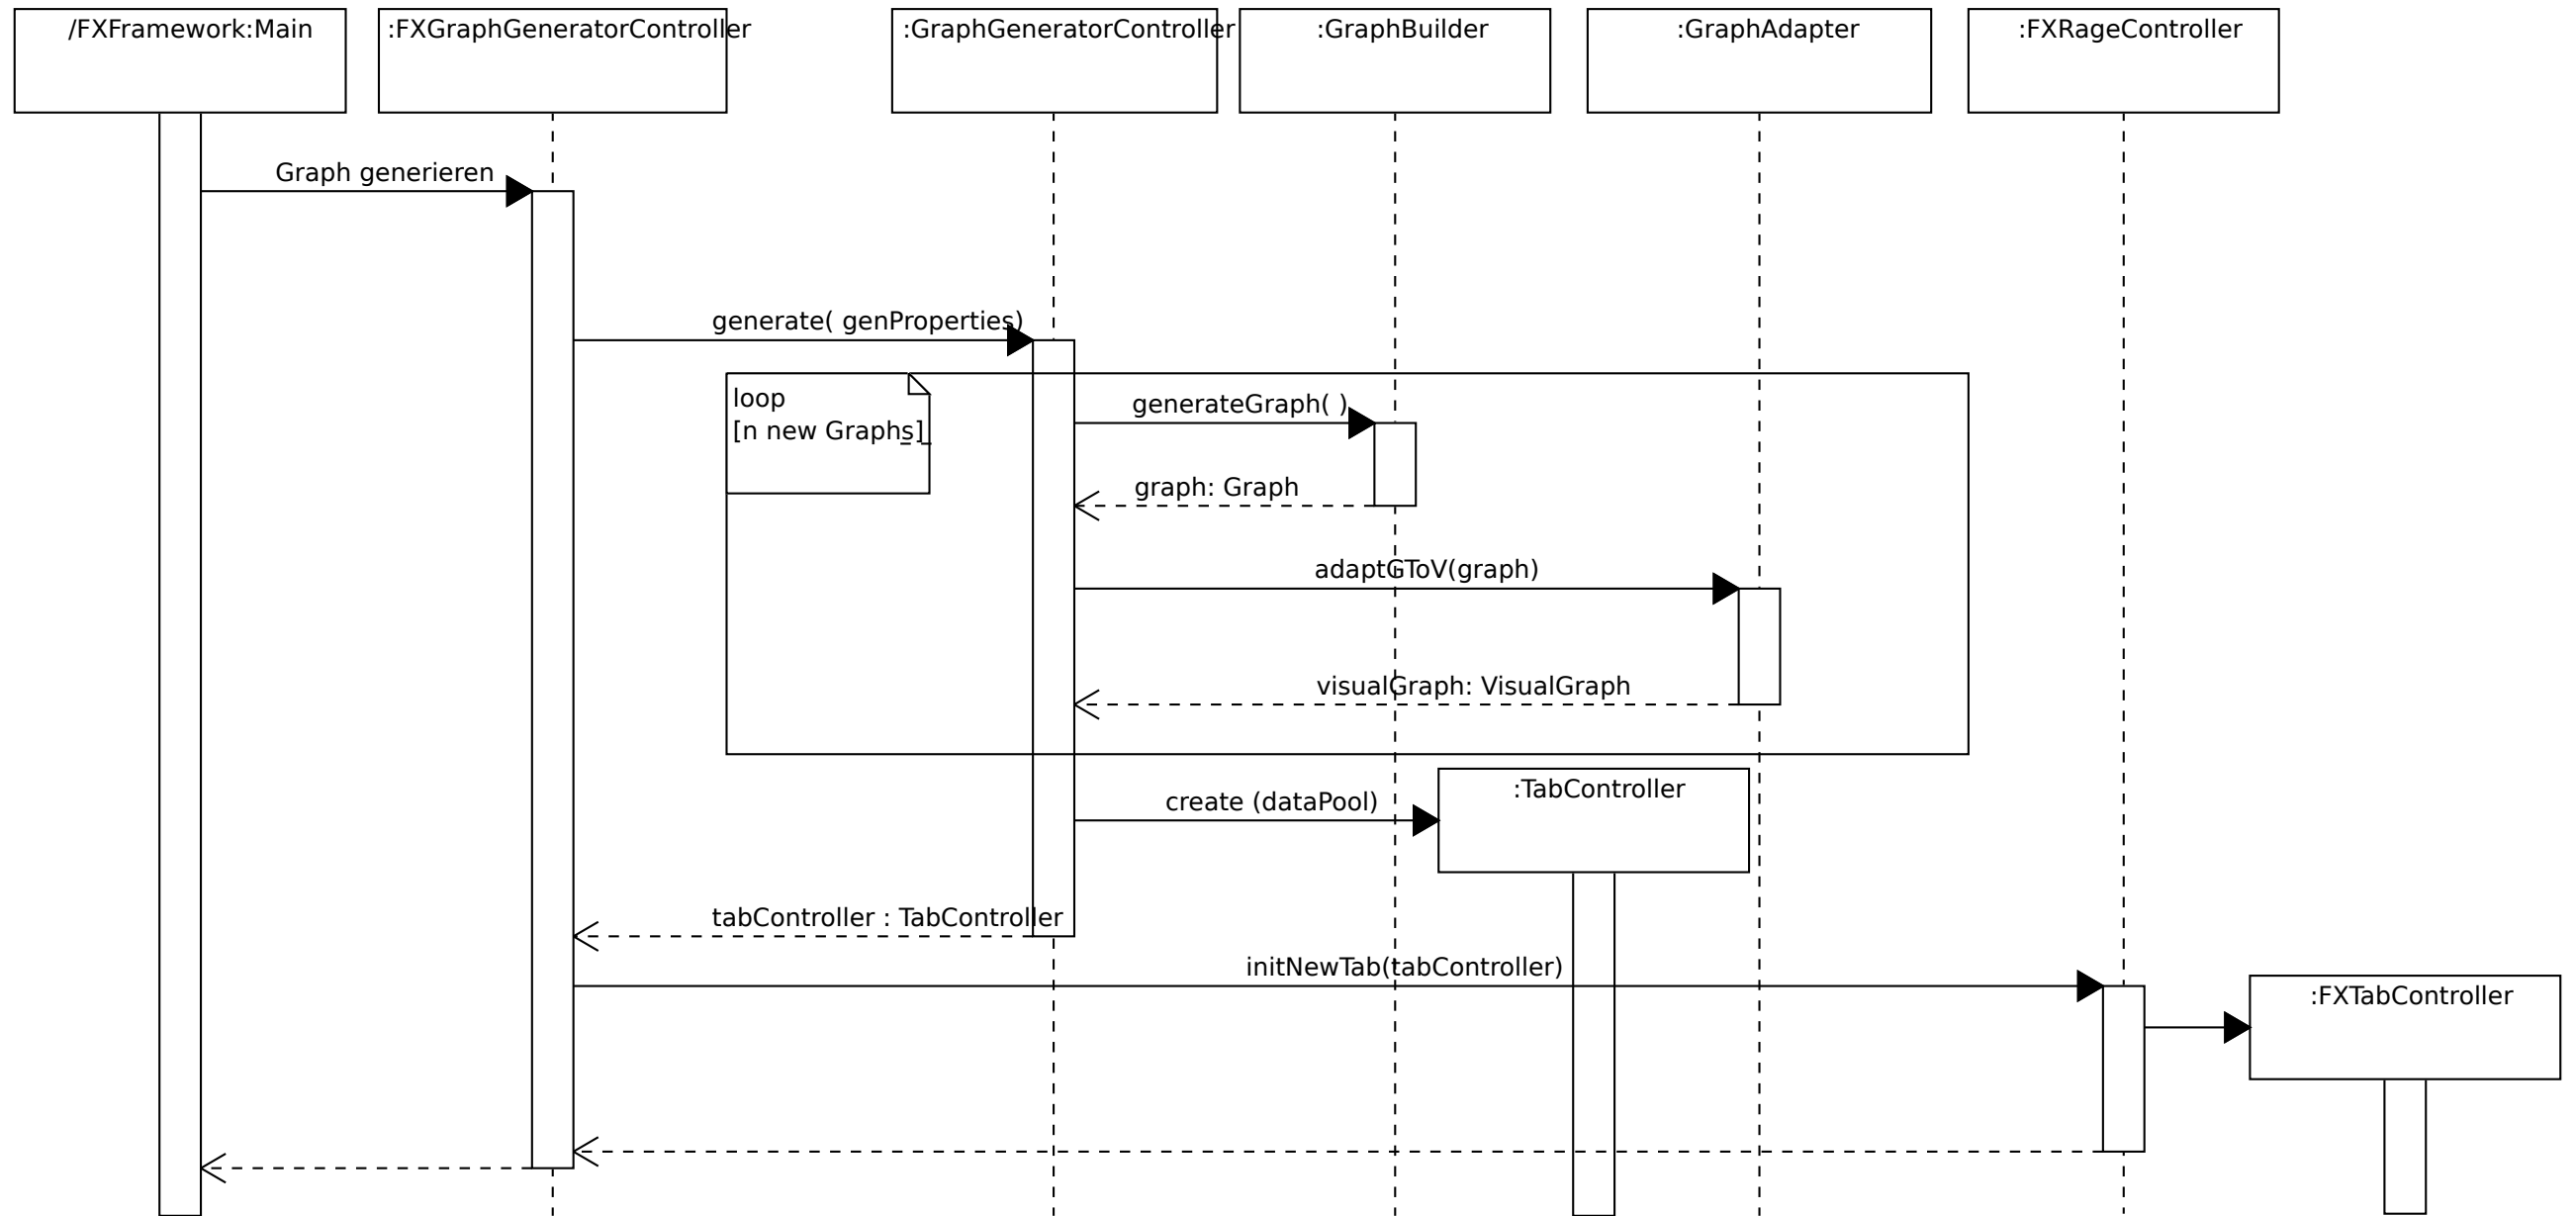 /FXFramework:Main
:FXGraphGeneratorController
:GraphGeneratorController
:GraphBuilder
:GraphAdapter
:FXRageController
Graph generieren
generate( genProperties)
loop
[n new Graphs]
generateGraph( )
graph: Graph
adaptGToV(graph)
visualGraph: VisualGraph
create (dataPool)
:TabController
tabController : TabController
initNewTab(tabController)
:FXTabController